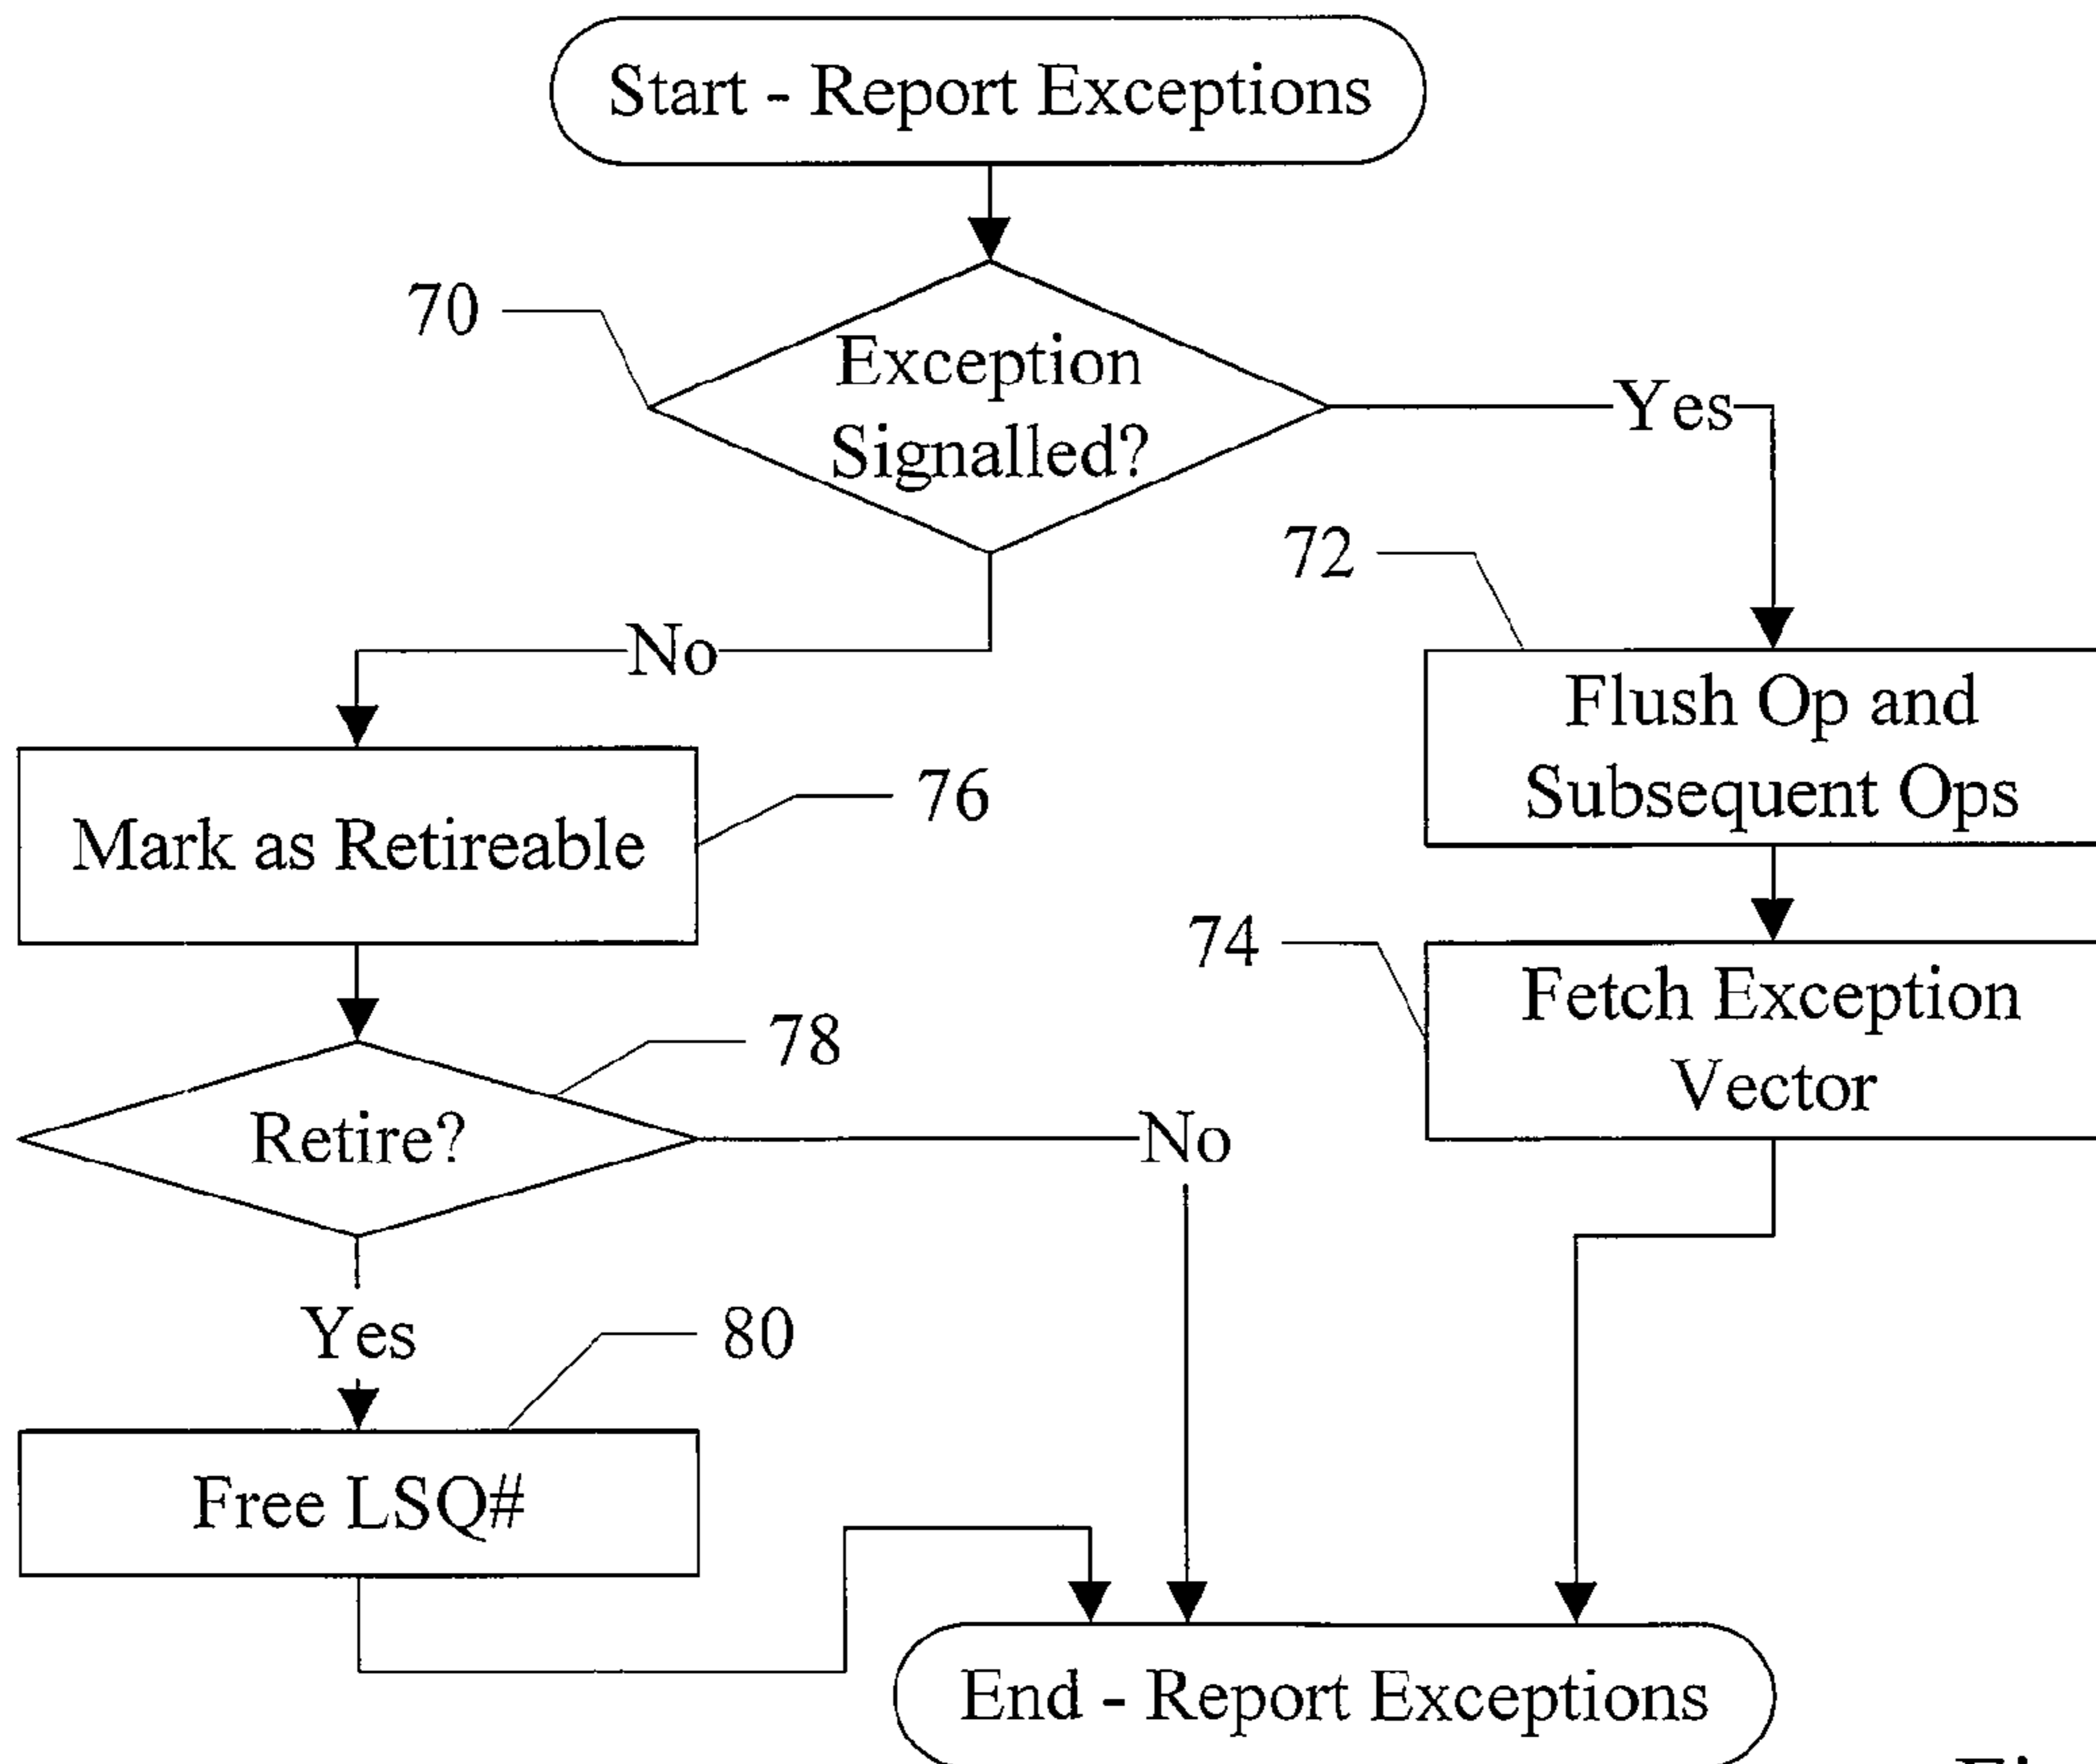 Start - Report Exceptions
70
Exception
Signalled?
Yes
72
No
Flush Op and
Subsequent Ops
76
Mark as Retireable
74
Fetch Exception
Vector
78
Retire?
No
Yes
80
Free LSQ#
End - Report Exceptions